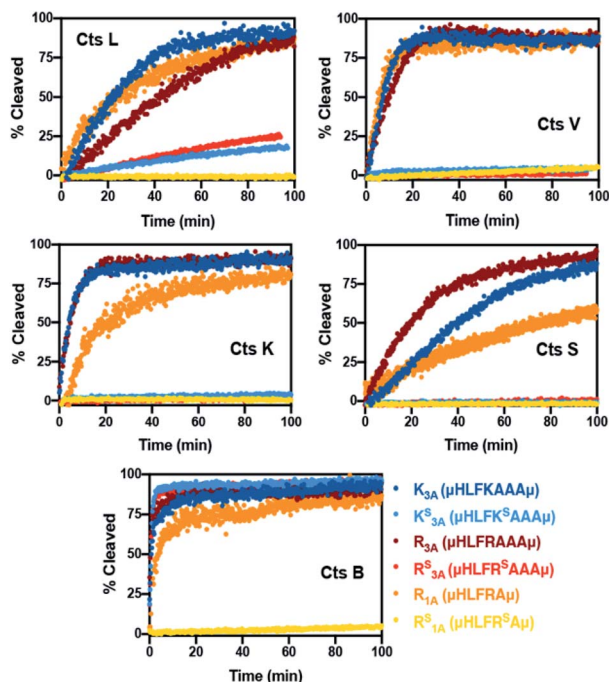 Cts L
% Cleaved
100
75
50
25
0
0 20 40 60 80 100
Time (min)
Cts V
% Cleaved
100
75
50
25
0
0 20 40 60 80 100
Time (min)
Cts K
% Cleaved
100
75
50
25
0
0 20 40 60 80 100
Time (min)
Cts S
% Cleaved
100
75
50
25
0
0 20 40 60 80 100
Time (min)
Cts B
% Cleaved
100
75
50
25
0
0 20 40 60 80 100
Time (min)
K₃A (µHLFKAAAµ)
Kˢ₃A (µHLFKˢAAAµ)
R₃A (µHLFRAAAµ)
Rˢ₃A (µHLFRˢAAAµ)
R₁A (µHLFRAµ)
Rˢ₁A (µHLFRˢAµ)